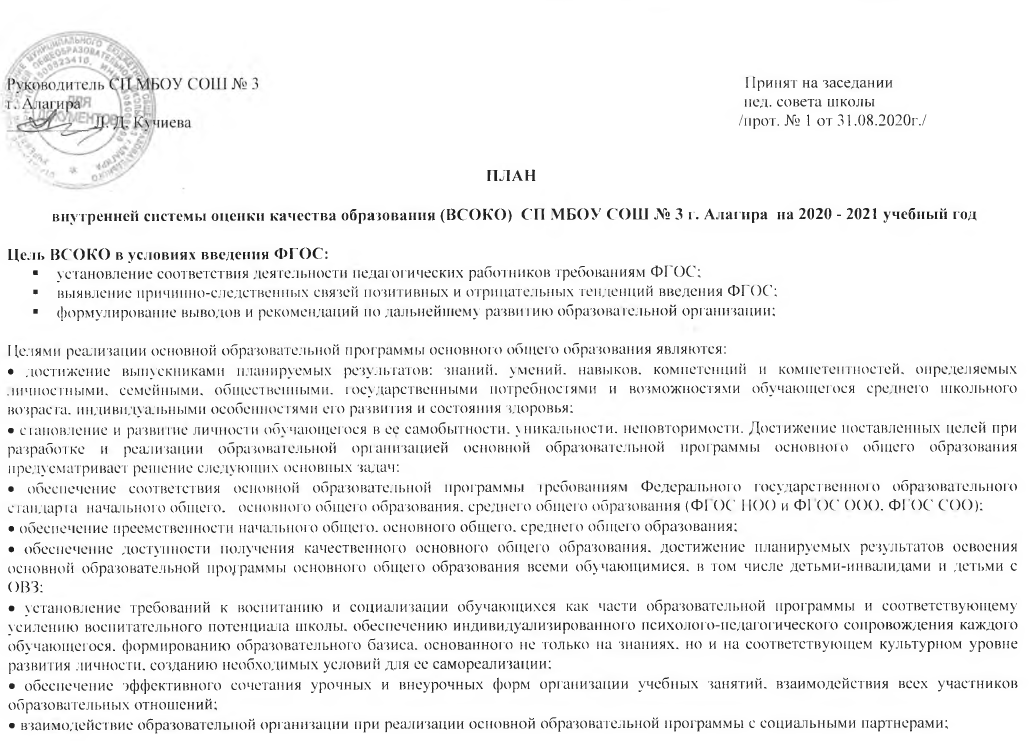 Руководитель СП МБОУ СОШ № 3
г. Алагира
Кучиева
Принят на заседании
пед. совета школы
/прот. № 1 от 31.08.2020г./
ДЛЯ
ДОКУМЕНТОВ
ПЛАН
внутренней системы оценки качества образования (ВСОКО) СП МБОУ СОШ № 3 г. Алагира на 2020 - 2021 учебный год
Цель ВСОКО в условиях введения ФГОС:
▪ установление соответствия деятельности педагогических работников требованиям ФГОС;
▪ выявление причинно-следственных связей позитивных и отрицательных тенденций введения ФГОС;
▪ формулирование выводов и рекомендаций по дальнейшему развитию образовательной организации;
Целями реализации основной образовательной программы основного общего образования являются:
• достижение выпускниками планируемых результатов: знаний, умений, навыков, компетенций и компетентностей, определяемых
личностными, семейными, общественными, государственными потребностями и возможностями обучающегося среднего школьного
возраста, индивидуальными особенностями его развития и состояния здоровья;
• становление и развитие личности обучающегося в ее самобытности, уникальности, неповторимости. Достижение поставленных целей при
разработке и реализации образовательной организацией основной образовательной программы основного общего образования
предусматривает решение следующих основных задач:
• обеспечение соответствия основной образовательной программы требованиям Федерального государственного образовательного
стандарта начального общего, основного общего образования, среднего общего образования (ФГОС НОО и ФГОС ООО, ФГОС СОО);
• обеспечение преемственности начального общего, основного общего, среднего общего образования;
• обеспечение доступности получения качественного основного общего образования, достижение планируемых результатов освоения
основной образовательной программы основного общего образования всеми обучающимися, в том числе детьми-инвалидами и детьми с
ОВЗ;
• установление требований к воспитанию и социализации обучающихся как части образовательной программы и соответствующему
усилению воспитательного потенциала школы, обеспечению индивидуализированного психолого-педагогического сопровождения каждого
обучающегося, формированию образовательного базиса, основанного не только на знаниях, но и на соответствующем культурном уровне
развития личности, созданию необходимых условий для ее самореализации;
• обеспечение эффективного сочетания урочных и внеурочных форм организации учебных занятий, взаимодействия всех участников
образовательных отношений;
• взаимодействие образовательной организации при реализации основной образовательной программы с социальными партнерами;